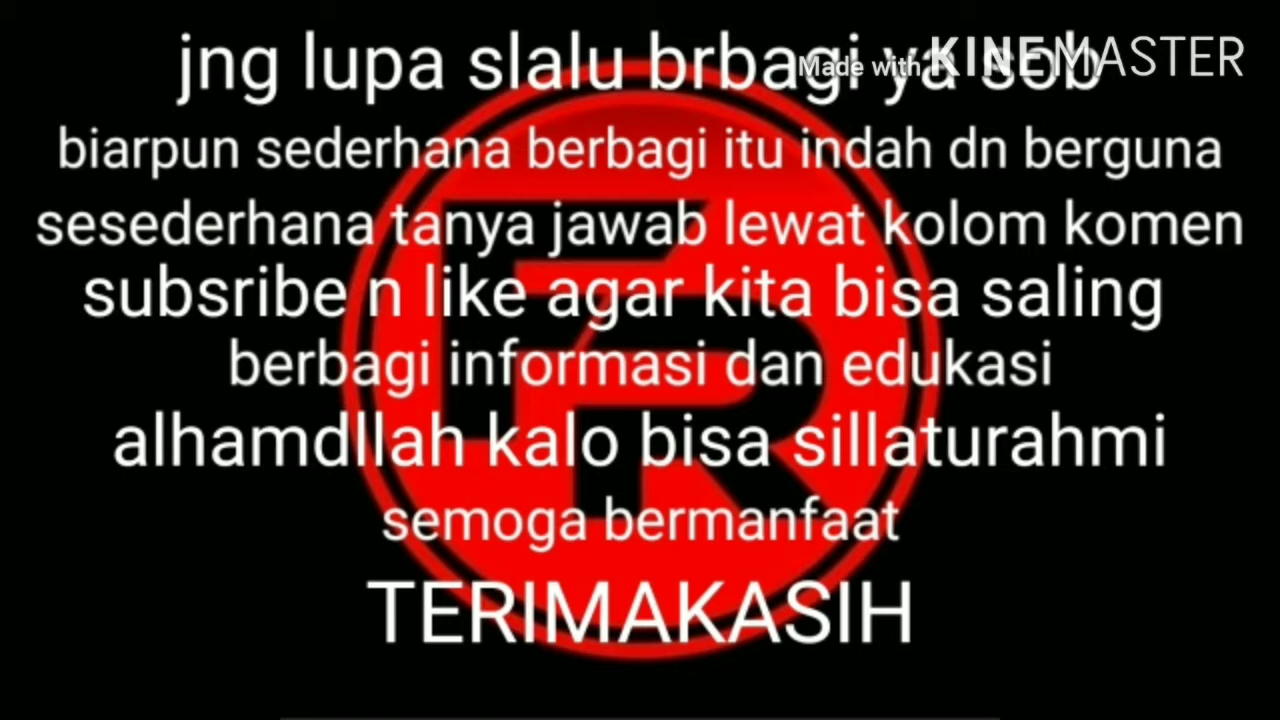 jng lupa slalu brbagi ya sob
Made with KINEMASTER
biarpun sederhana berbagi itu indah dn berguna
sesederhana tanya jawab lewat kolom komen
subsribe n like agar kita bisa saling
berbagi informasi dan edukasi
alhamdllah kalo bisa sillaturahmi
semoga bermanfaat
TERIMAKASIH
FR